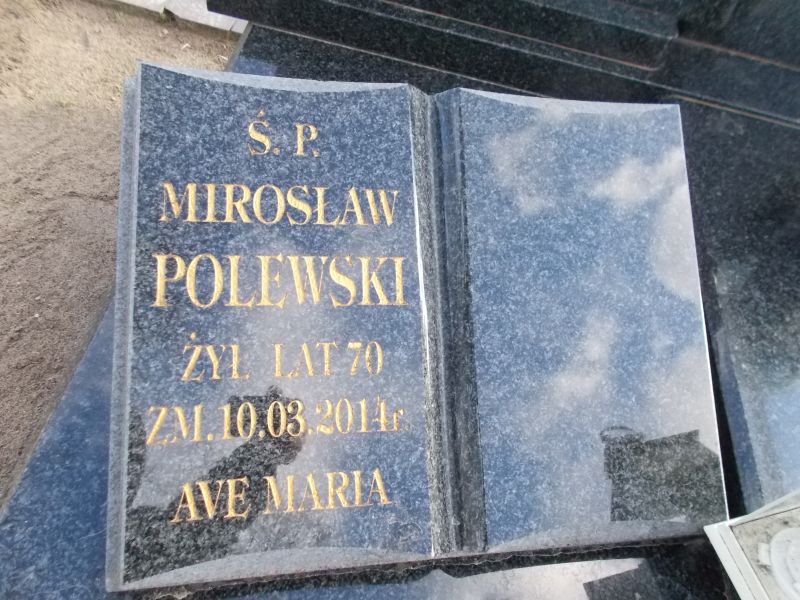 Ś. P.
MIROSŁAW
POLEWSKI
ŻYŁ LAT 70
ZM. 10.03.2014r.
AVE MARIA